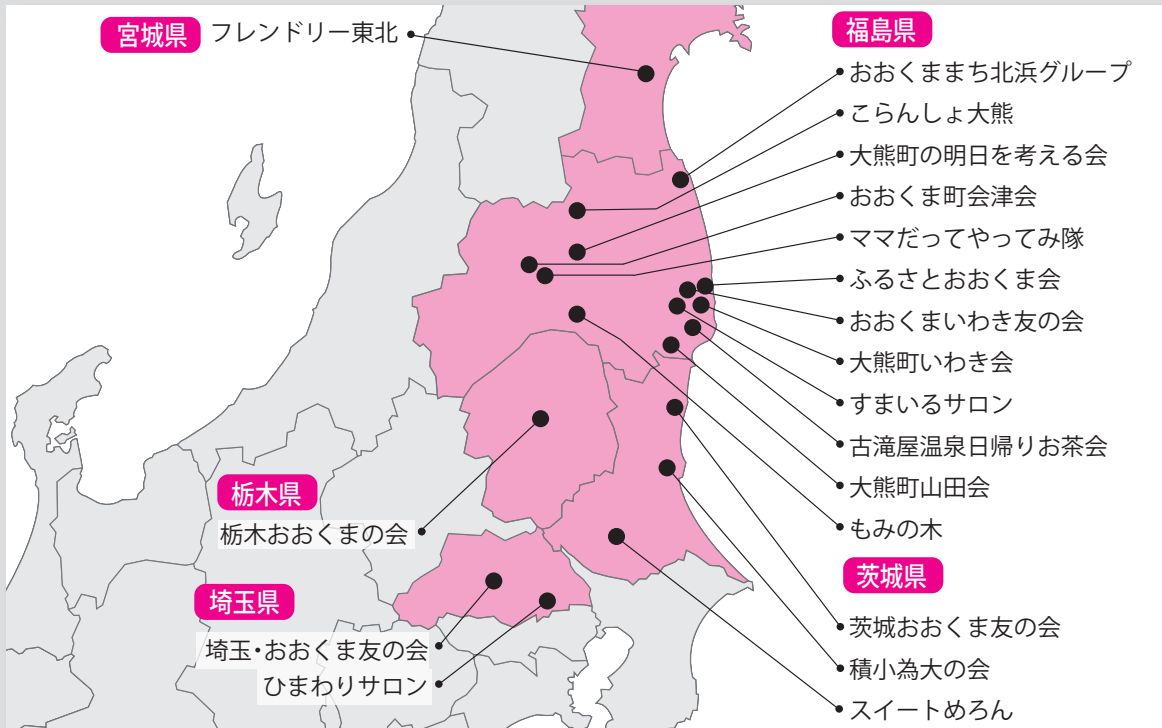 宮城県
フレンドリー東北
福島県
おおくままち北浜グループ
こらんしょ大熊
大熊町の明日を考える会
おおくま町会津会
ママだってやってみ隊
ふるさとおおくま会
おおくまいわき友の会
大熊町いわき会
すまいるサロン
古滝屋温泉日帰りお茶会
大熊町山田会
もみの木
茨城県
茨城おおくま友の会
積小為大の会
スイートめろん
栃木県
栃木おおくまの会
埼玉県
埼玉・おおくま友の会
ひまわりサロン